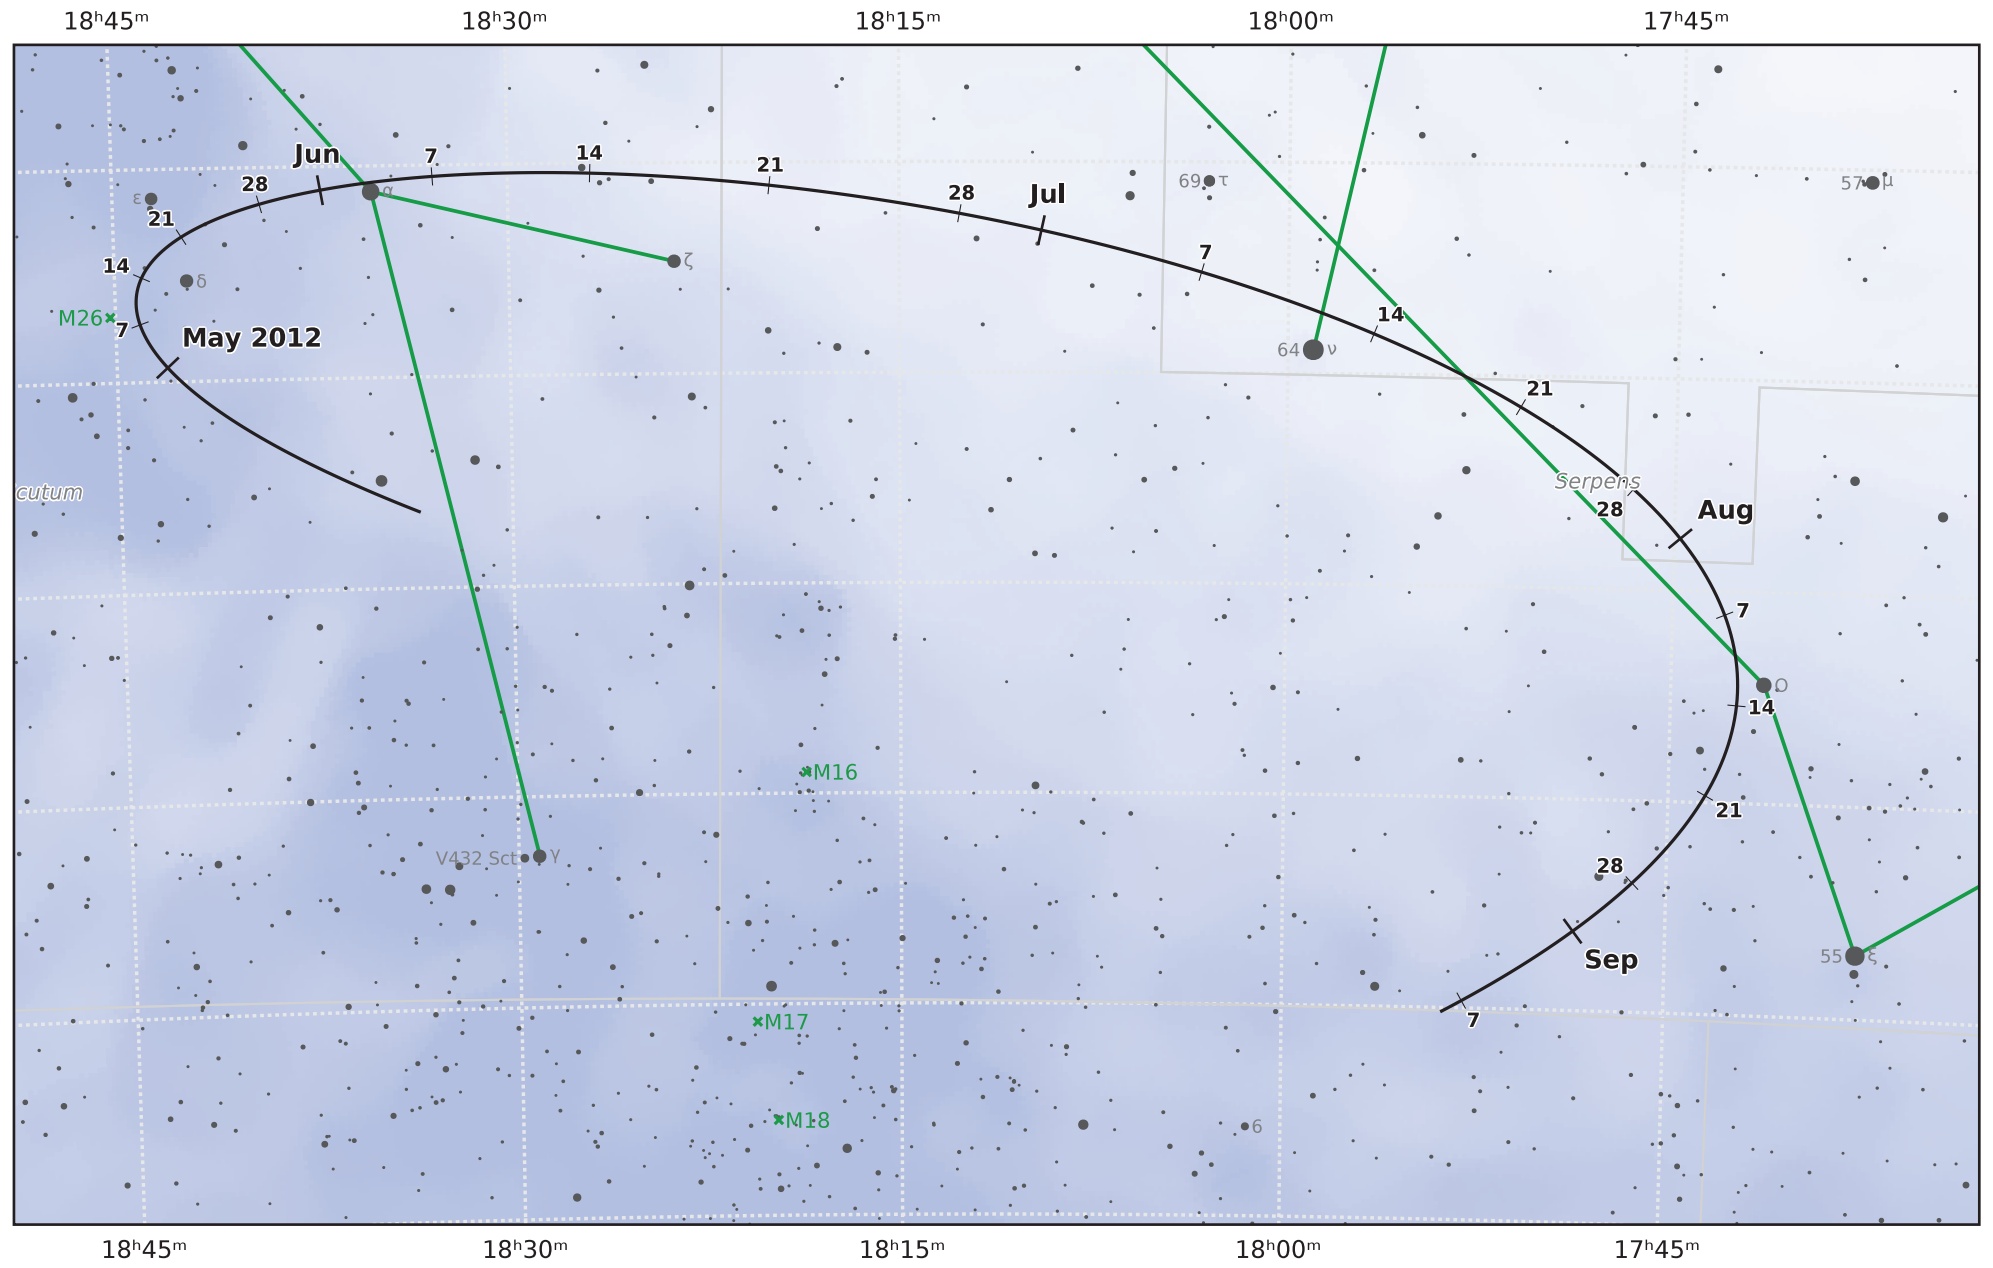 18ʰ45ᵐ 18ʰ30ᵐ 18ʰ15ᵐ 18ʰ00ᵐ 17ʰ45ᵐ
Jun 7 14 21
28 α 28 Jul 69 τ 57 μ
ε 21
14 δ ζ 7
M26 7 May 2012 14
64 ν
21
cutum Serpens
28 Aug
7
ο
14
M16
21
V432 Sct γ 28
55 ξ
Sep
M17 7
M18 6
18ʰ45ᵐ 18ʰ30ᵐ 18ʰ15ᵐ 18ʰ00ᵐ 17ʰ45ᵐ